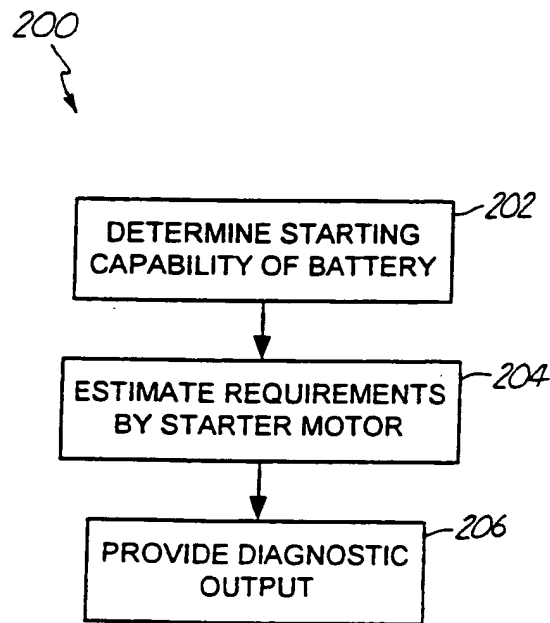 200
202
DETERMINE STARTING
CAPABILITY OF BATTERY
204
ESTIMATE REQUIREMENTS
BY STARTER MOTOR
206
PROVIDE DIAGNOSTIC
OUTPUT